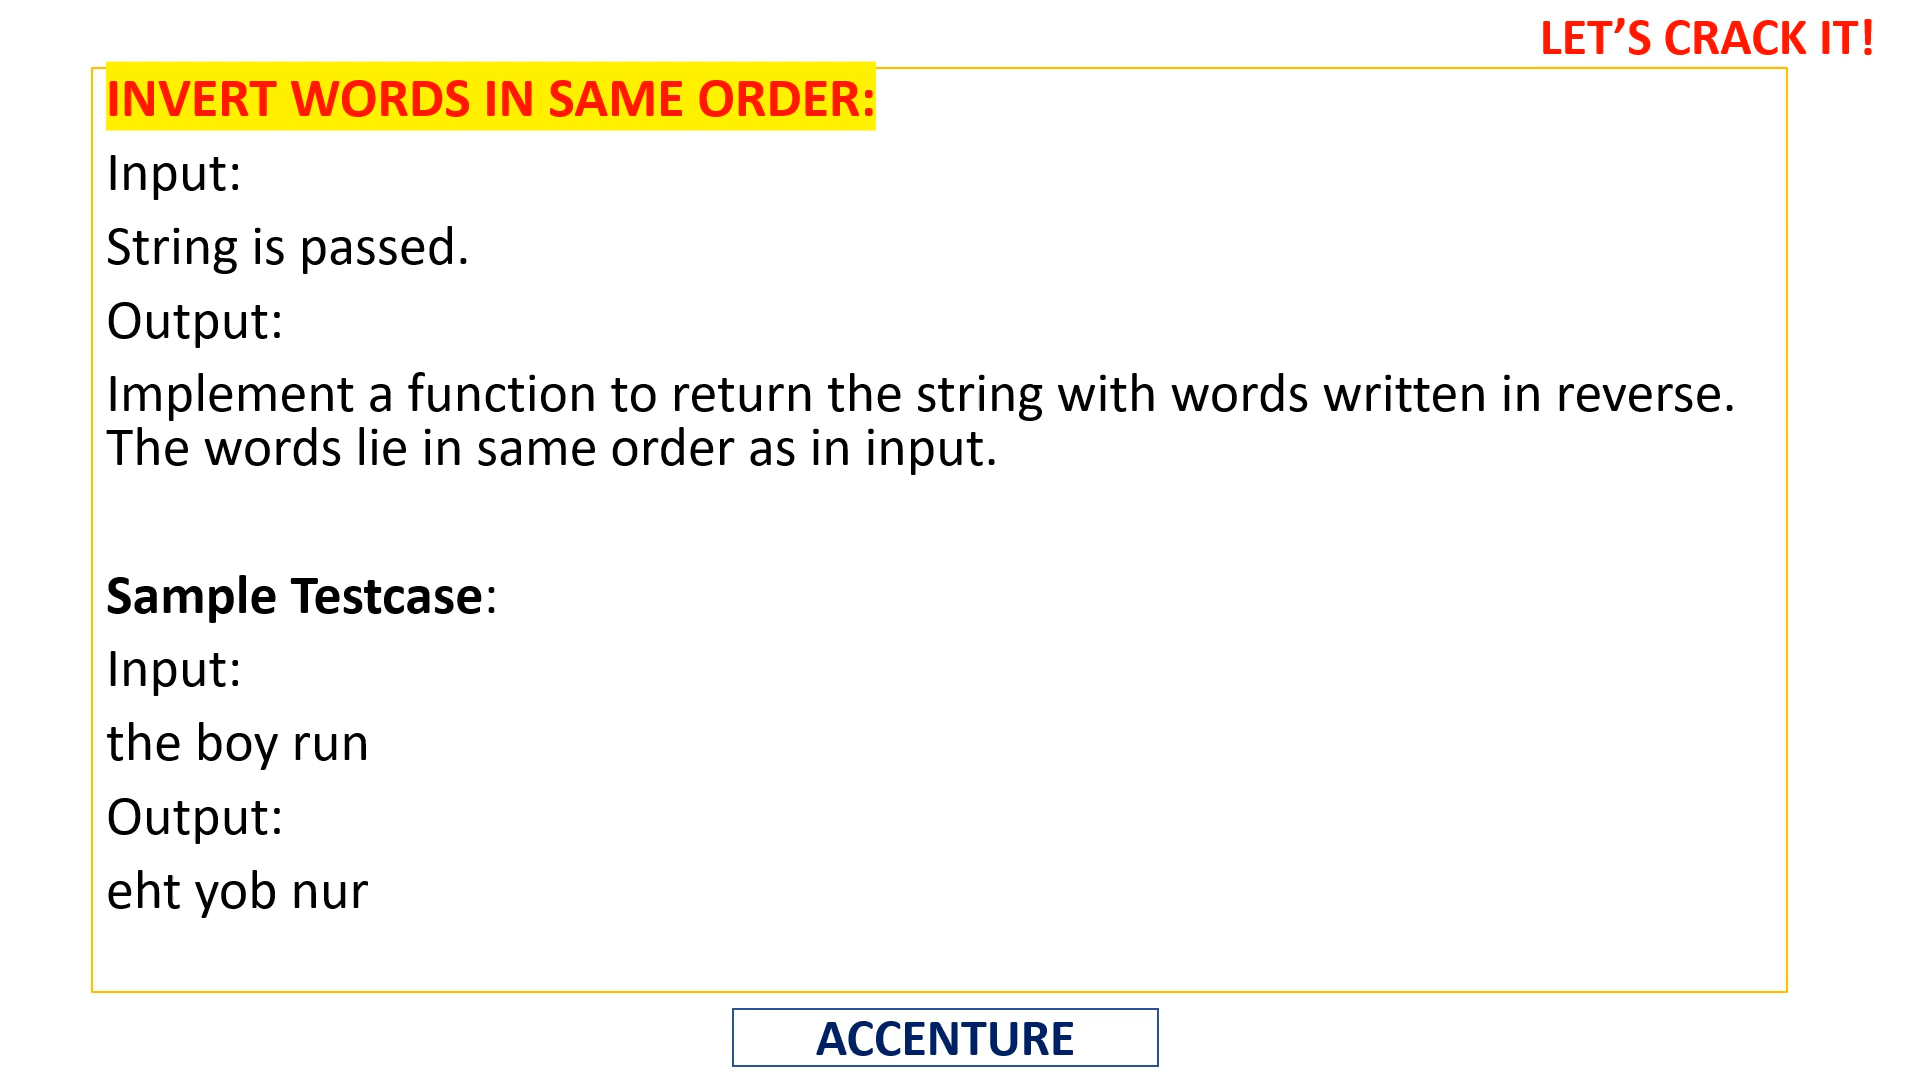 LET’S CRACK IT!
INVERT WORDS IN SAME ORDER:
Input:
String is passed.
Output:
Implement a function to return the string with words written in reverse.
The words lie in same order as in input.
Sample Testcase:
Input:
the boy run
Output:
eht yob nur
ACCENTURE